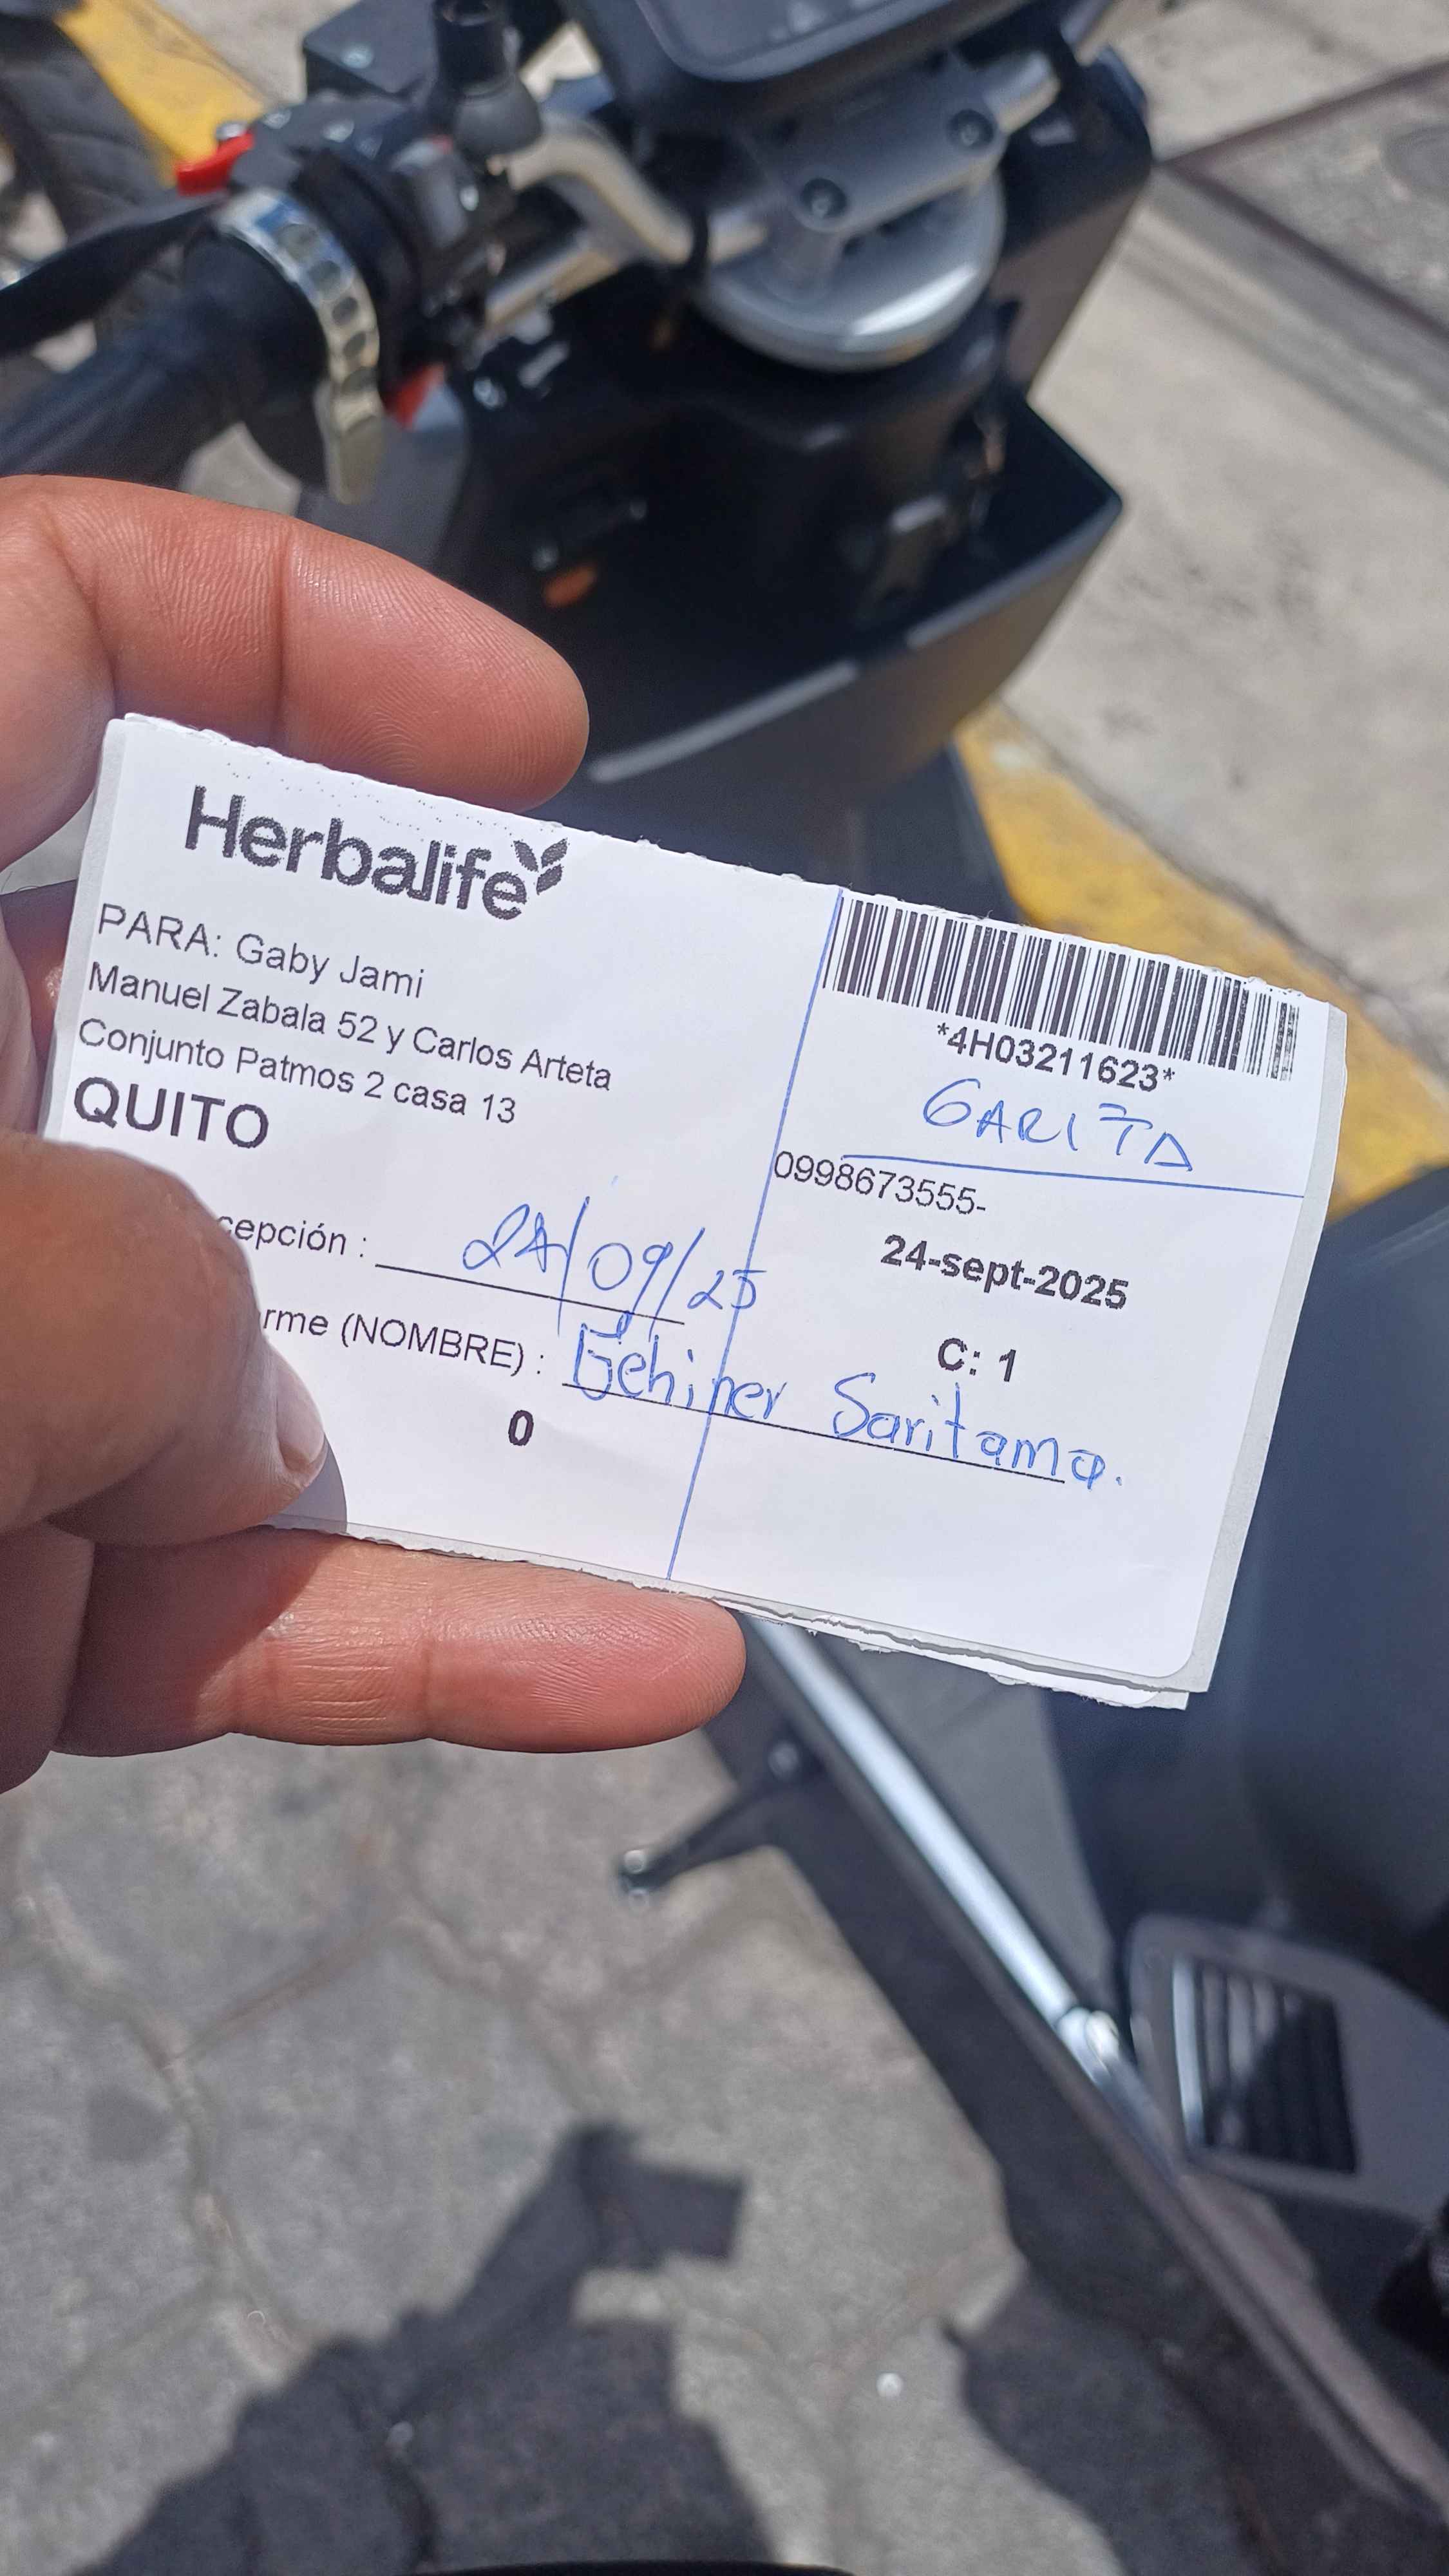 Herbalife
PARA: Gaby Jami
Manuel Zabala 52 y Carlos Arteta
Conjunto Patmos 2 casa 13
QUITO
*4H03211623*
GARITA
0998673555-
24-sept-2025
C: 1
cepción : 24/09/25
rme (NOMBRE) : Saritama.
0